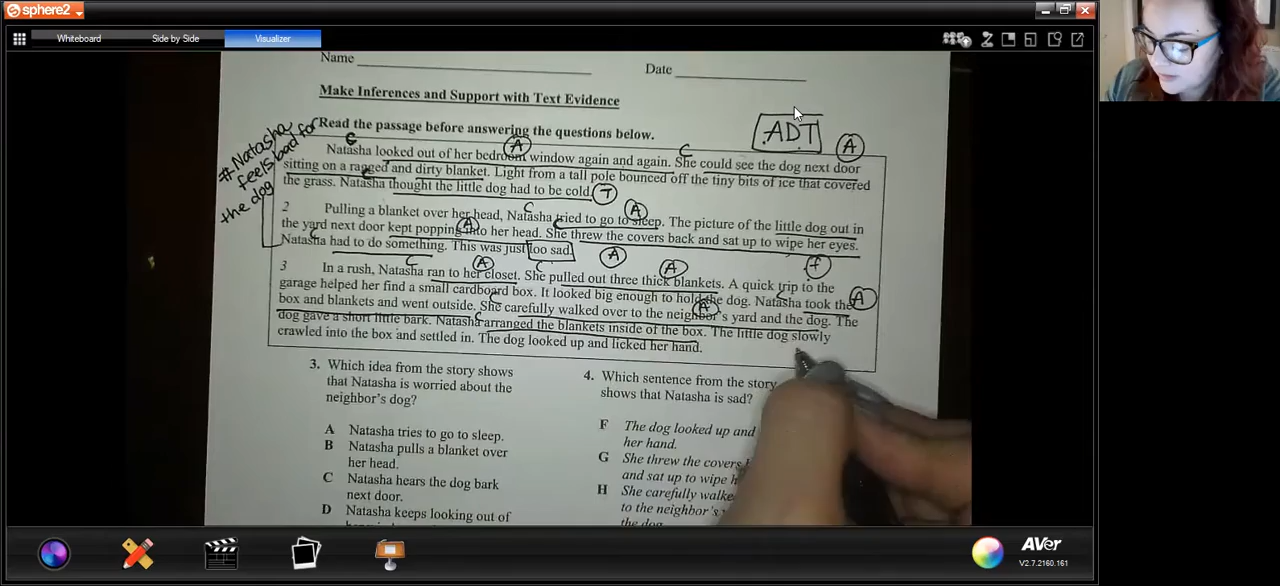 sphere2
Whiteboard
Side by Side
Visualizer
Name
Date
Make Inferences and Support with Text Evidence
ADT
A
Read the passage before answering the questions below.
#Natasha
feels bad for
the dog
C
A
C
Natasha looked out of her bedroom window again and again. She could see the dog next door
sitting on a ragged and dirty blanket. Light from a tall pole bounced off the tiny bits of ice that covered
C
the grass. Natasha thought the little dog had to be cold. T
2
C
A
Pulling a blanket over her head, Natasha tried to go to sleep. The picture of the little dog out in
A
C
the yard next door kept popping into her head. She threw the covers back and sat up to wipe her eyes.
C
Natasha had to do something. This was just too sad. A
f
3
C
A
C
A
In a rush, Natasha ran to her closet. She pulled out three thick blankets. A quick trip to the
C
A
garage helped her find a small cardboard box. It looked big enough to hold the dog. Natasha took the
C
A
box and blankets and went outside. She carefully walked over to the neighbor's yard and the dog. The
C
dog gave a short little bark. Natasha arranged the blankets inside of the box. The little dog slowly
crawled into the box and settled in. The dog looked up and licked her hand.
3. Which idea from the story shows
that Natasha is worried about the
neighbor's dog?
A Natasha tries to go to sleep.
B Natasha pulls a blanket over
her head.
C Natasha hears the dog bark
next door.
D Natasha keeps looking out of
4. Which sentence from the story
shows that Natasha is sad?
F The dog looked up and
her hand.
G She threw the covers
and sat up to wipe
H She carefully walke
to the neighbor's
the dog.
AVer
V2.7.2160.161